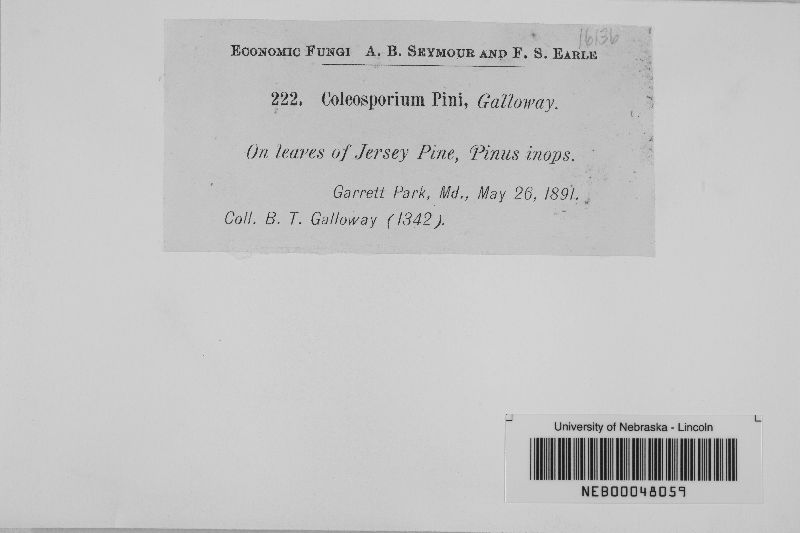 16136
ECONOMIC FUNGI A. B. SEYMOUR AND F. S. EARLE
222. Coleosporium Pini, Galloway.
On leaves of Jersey Pine, Pinus inops.
Garrett Park, Md., May 26, 1891.
Coll. B. T. Galloway (1342).
University of Nebraska - Lincoln
NEB00048059